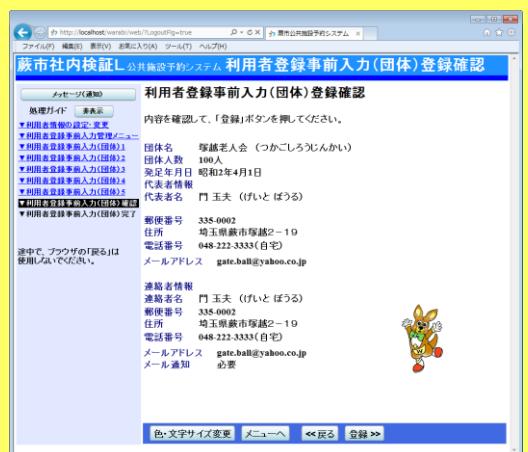 http://localhost/warabi/web/?LogoutFlg=true
蕨市公共施設予約システム
ファイル(F) 編集(E) 表示(V) お気に入り(A) ツール(T) ヘルプ(H)
蕨市社内検証L 公共施設予約システム 利用者登録事前入力(団体)登録確認
メッセージ(通知)
処理ガイド 非表示
▼利用者情報の設定・変更
▼利用者登録事前入力管理メニュー
▼利用者登録事前入力(団体)1
▼利用者登録事前入力(団体)2
▼利用者登録事前入力(団体)3
▼利用者登録事前入力(団体)4
▼利用者登録事前入力(団体)5
▼利用者登録事前入力(団体)確認
▼利用者登録事前入力(団体)完了
途中で、ブラウザの「戻る」は
使用しないでください。
利用者登録事前入力(団体)登録確認
内容を確認して、「登録」ボタンを押してください。
団体名 塚越老人会 (つかごしろうじんかい)
団体人数 100人
発足年月日 昭和2年4月1日
代表者情報
代表者名 門 玉夫 (げいと ぼうる)
郵便番号 335-0002
住所 埼玉県蕨市塚越2－19
電話番号 048-222-3333(自宅)
メールアドレス gate.ball@yahoo.co.jp
連絡者情報
連絡者名 門 玉夫 (げいと ぼうる)
郵便番号 335-0002
住所 埼玉県蕨市塚越2－19
電話番号 048-222-3333(自宅)
メールアドレス gate.ball@yahoo.co.jp
メール通知 必要
色・文字サイズ変更 メニューへ ≪戻る 登録≫